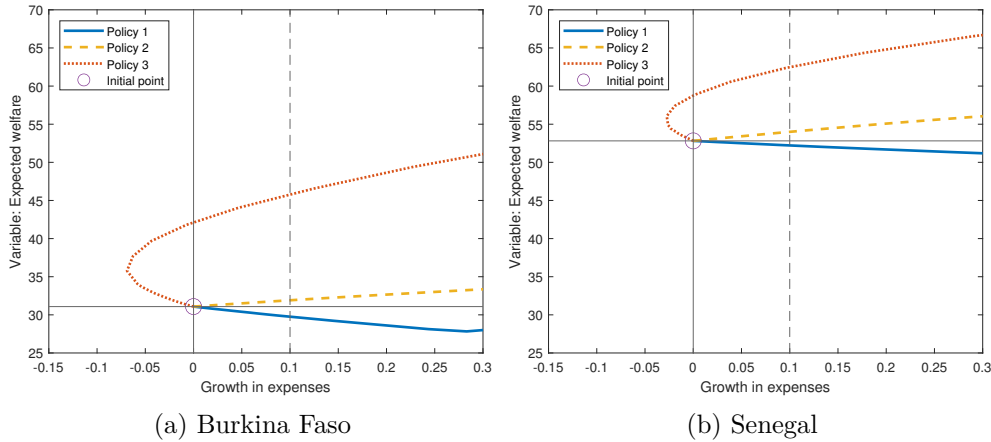 70
65
60
55
50
45
40
35
30
25
Variable: Expected welfare
Policy 1
Policy 2
Policy 3
Initial point
-0.15 -0.1 -0.05 0 0.05 0.1 0.15 0.2 0.25 0.3
Growth in expenses
(a) Burkina Faso
70
65
60
55
50
45
40
35
30
25
Variable: Expected welfare
Policy 1
Policy 2
Policy 3
Initial point
-0.15 -0.1 -0.05 0 0.05 0.1 0.15 0.2 0.25 0.3
Growth in expenses
(b) Senegal